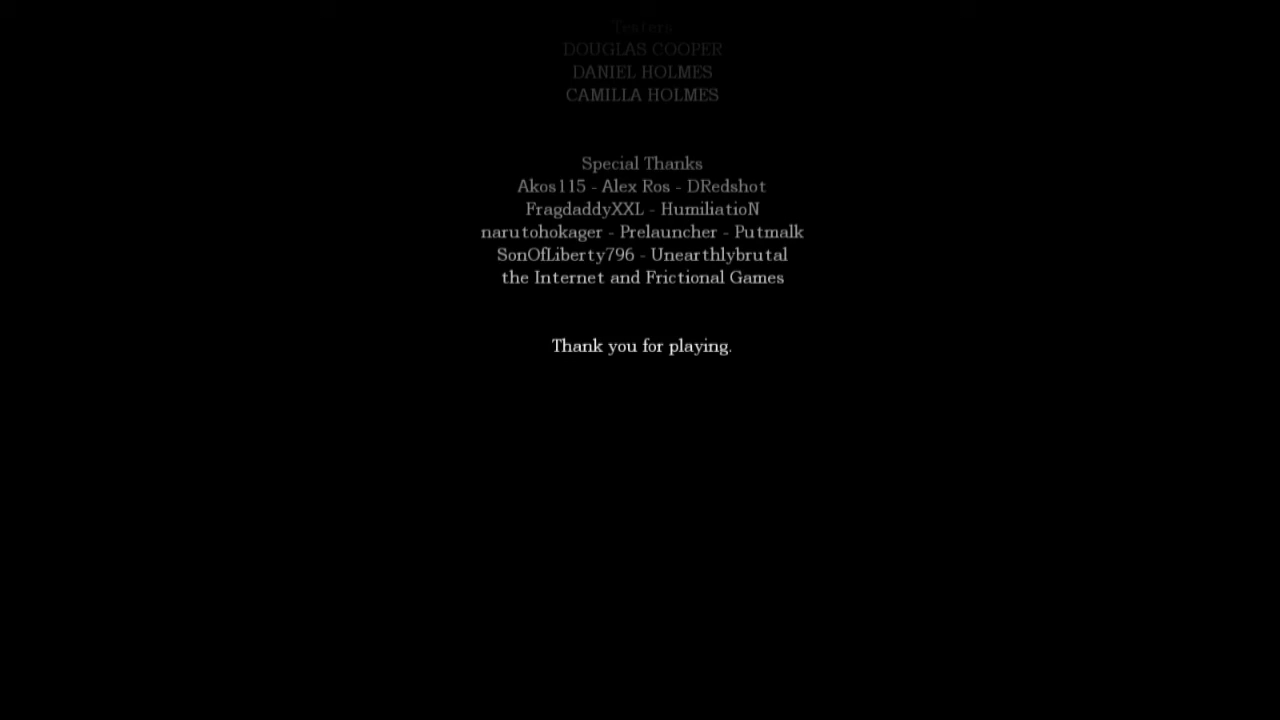 Testers
DOUGLAS COOPER
DANIEL HOLMES
CAMILLA HOLMES
Special Thanks
Akos115 - Alex Ros - DRedshot
FragdaddyXXL - HumiliatioN
narutohokager - Prelauncher - Putmalk
SonOfLiberty796 - Unearthlybrutal
the Internet and Frictional Games
Thank you for playing.